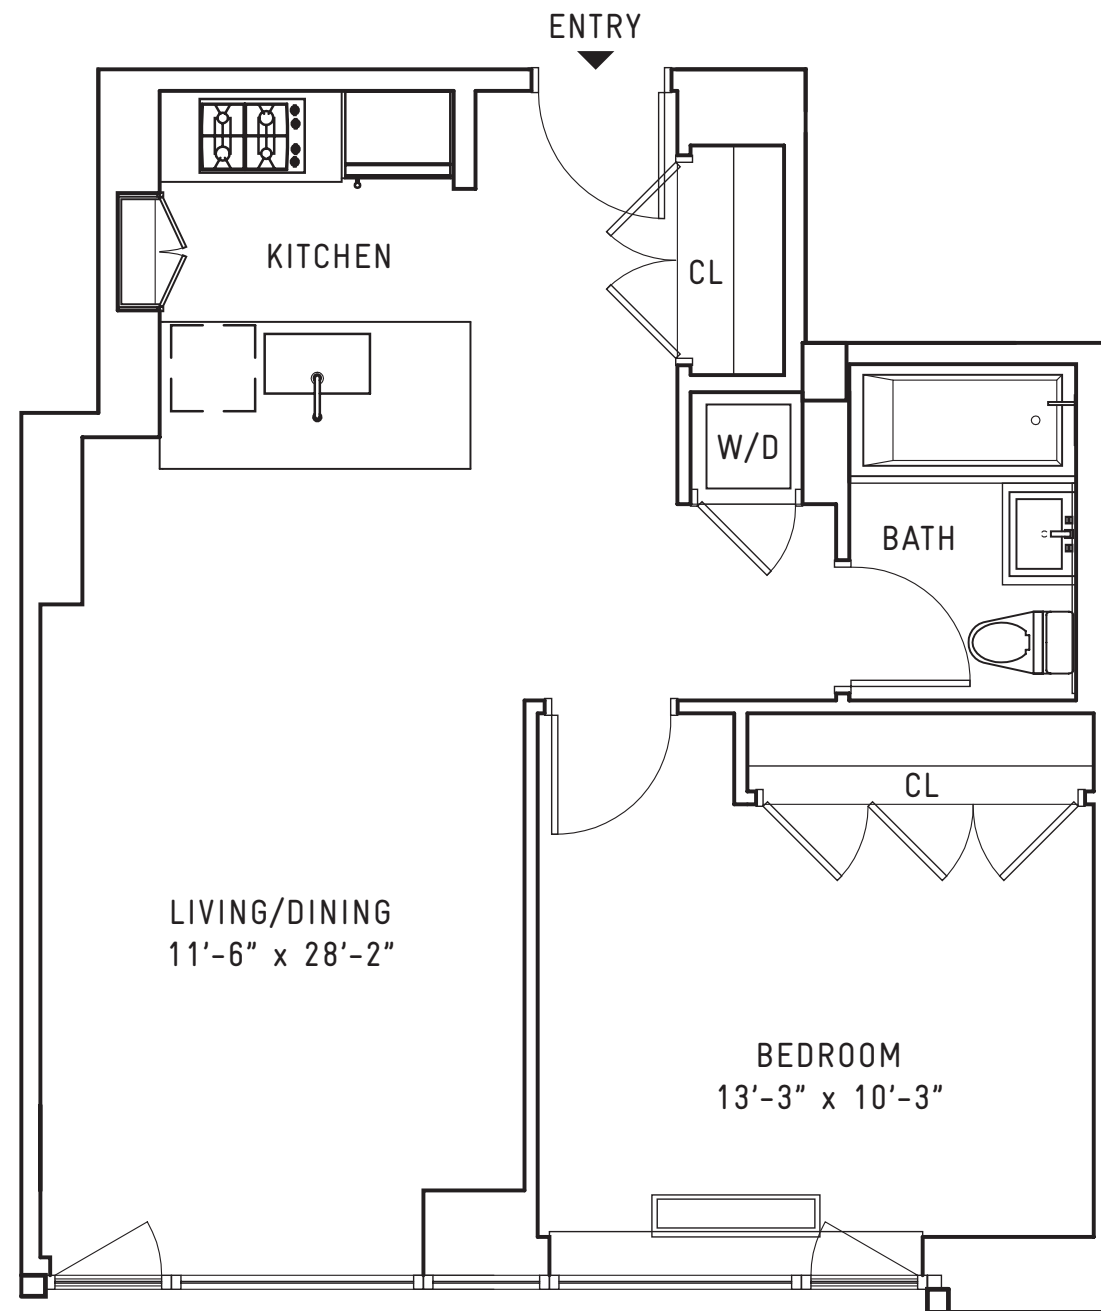 ENTRY
KITCHEN
CL
W/D
BATH
CL
LIVING/DINING
11'-6" x 28'-2"
BEDROOM
13'-3" x 10'-3"